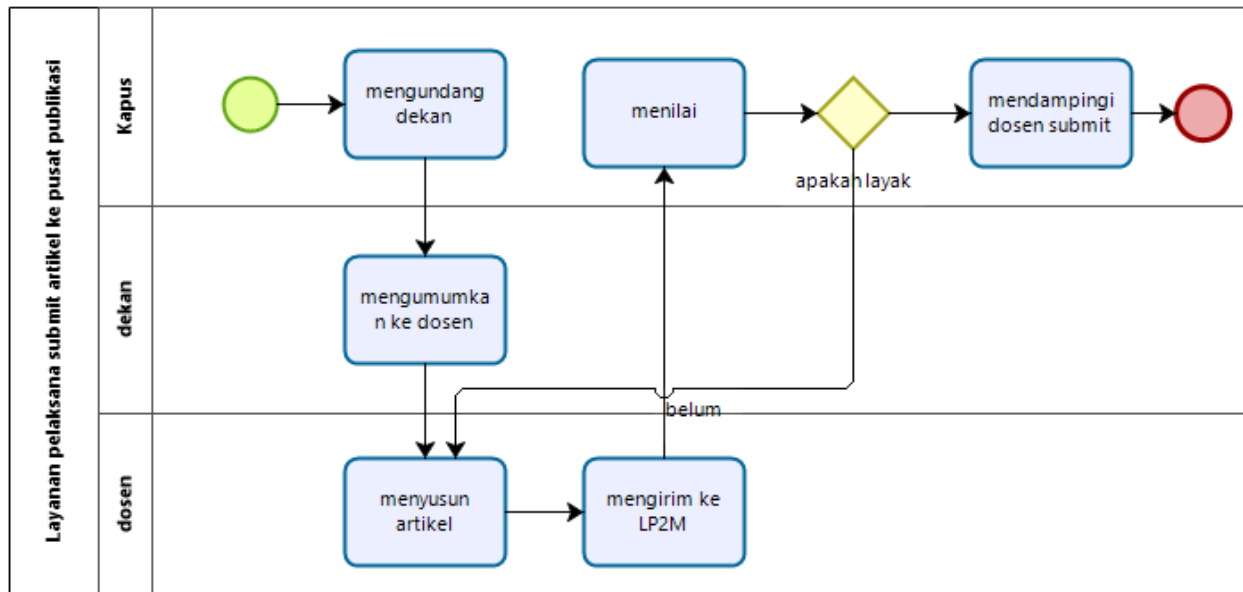 Layanan pelaksana submit artikel ke pusat publikasi
Kapus
mengundang
dekan
menilai
apakan layak
mendampingi
dosen submit
dekan
mengumumka
n ke dosen
belum
dosen
menyusun
artikel
mengirim ke
LP2M